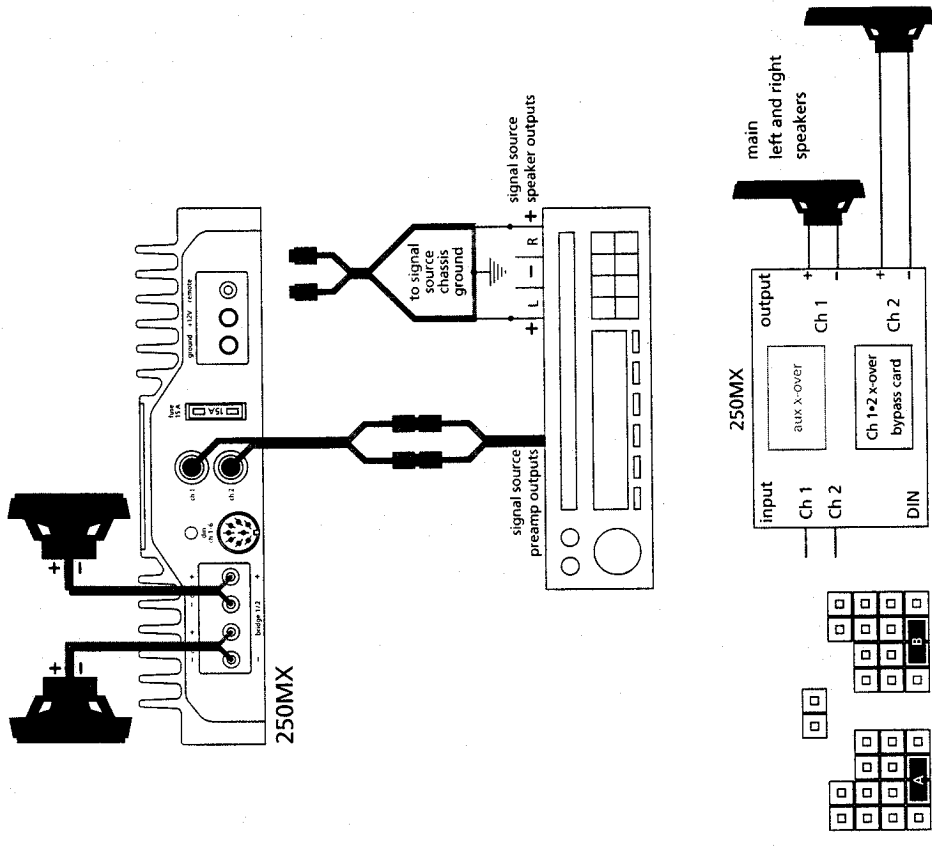 250MX
+
-
+
-
- + - +
- bridge 1/2 +
din
ch 1-6
ch 1
ch 2
fuse
15 A
15A
ground +12V remote
signal source
preamp outputs
to signal
source
chassis
ground
+ L - R +
signal source
speaker outputs
250MX
input
output
Ch 1
Ch 2
DIN
aux x-over
Ch 1•2 x-over
bypass card
Ch 1
+
-
Ch 2
+
-
main
left and right
speakers
A
B